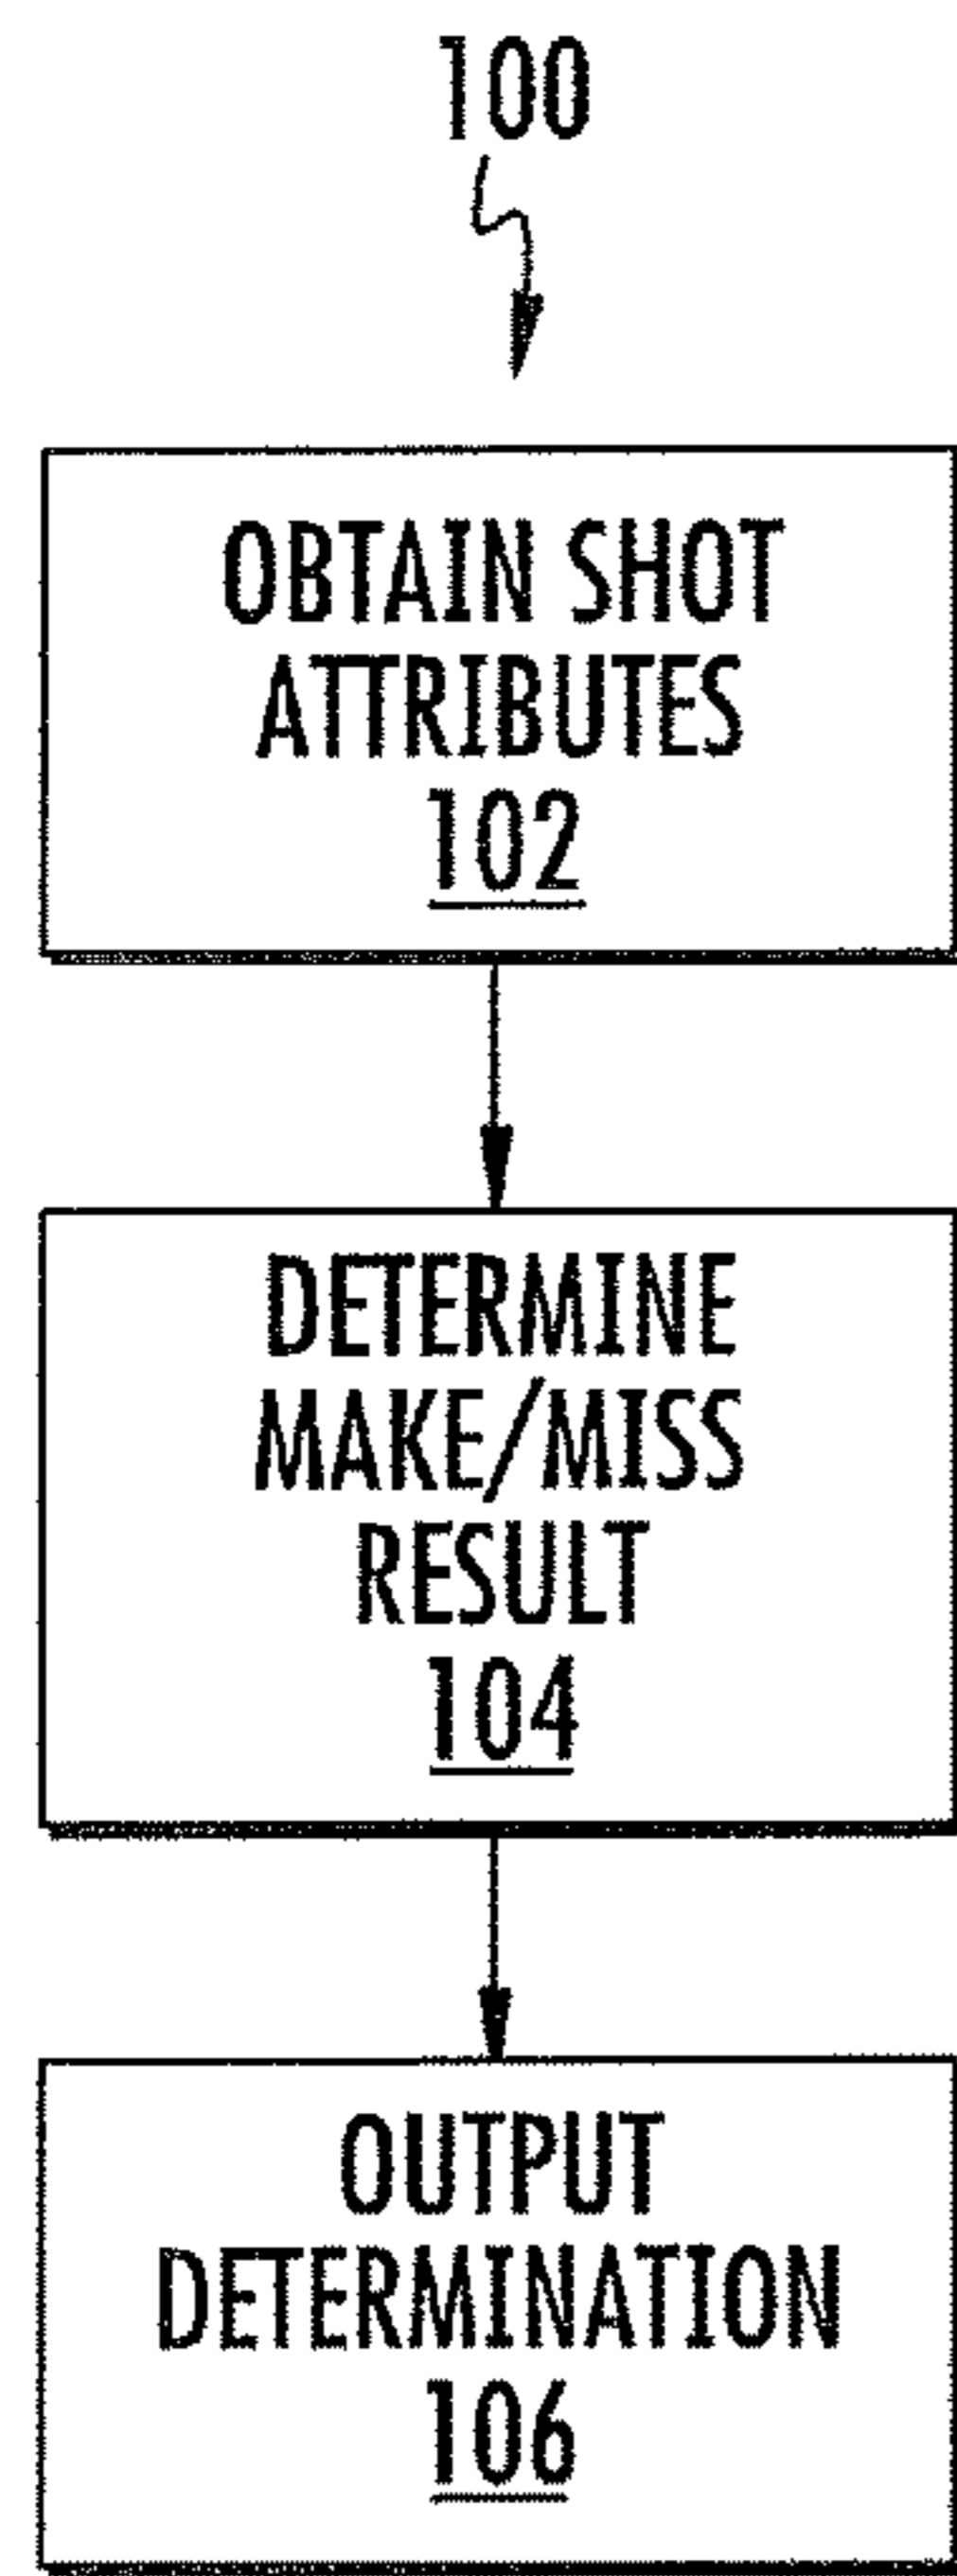 100
OBTAIN SHOT
ATTRIBUTES
102
DETERMINE
MAKE/MISS
RESULT
104
OUTPUT
DETERMINATION
106